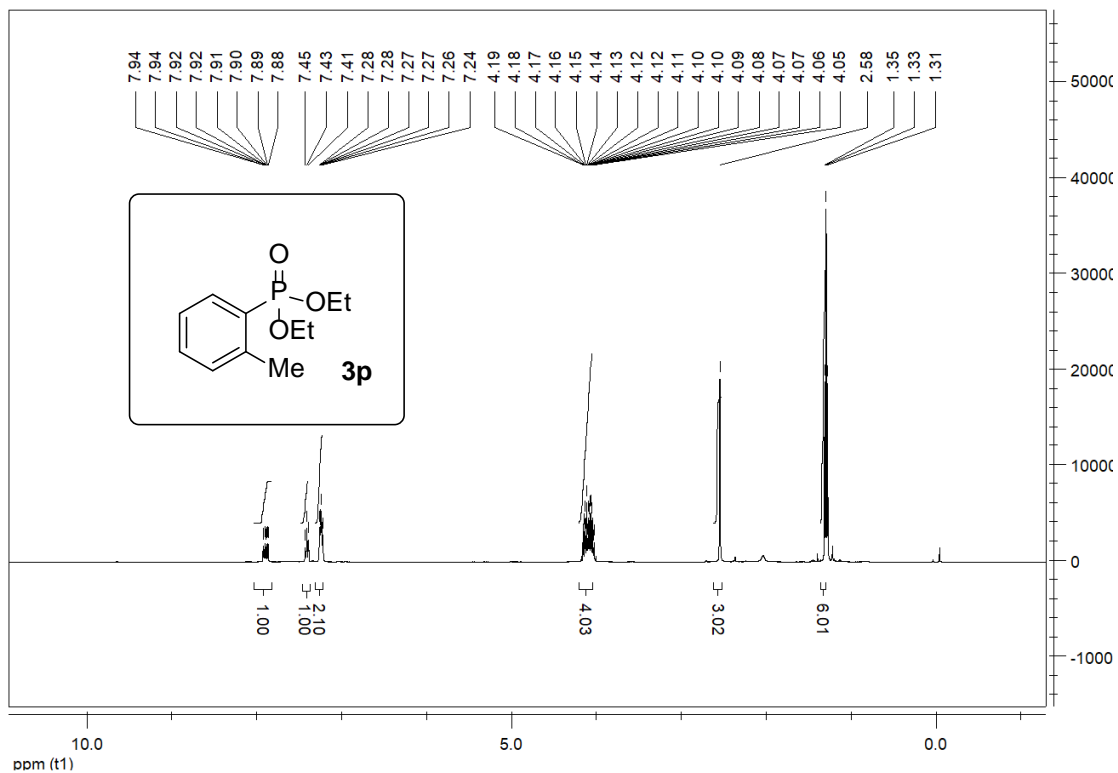 7.94 7.94 7.92 7.92 7.91 7.90 7.89 7.88 7.45 7.43 7.41 7.28 7.28 7.27 7.27 7.26 7.24 4.19 4.18 4.17 4.16 4.15 4.14 4.13 4.12 4.12 4.11 4.10 4.10 4.09 4.08 4.07 4.07 4.06 4.05 2.58 1.35 1.33 1.31
50000
40000
30000
20000
10000
0
-1000
O
P
OEt
OEt
Me
3p
1.00 1.00 2.10 4.03 3.02 6.01
10.0 5.0 0.0
ppm (t1)